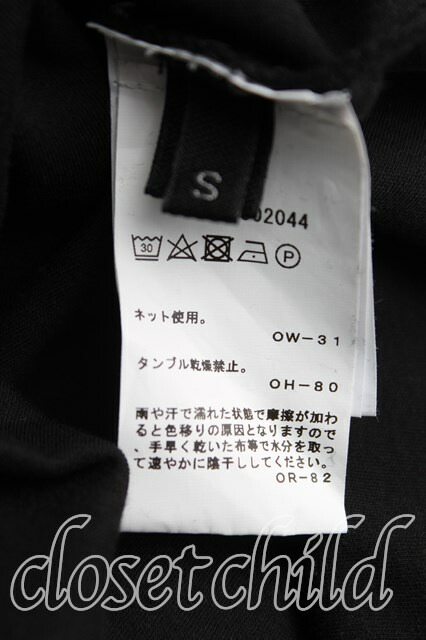 S
02044
30
P
ネット使用。
OW-31
タンブル乾燥禁止。
OH-80
雨や汗で濡れた状態で摩擦が加わ
ると色移りの原因となりますので
、手早く乾いた布等で水分を取っ
て速やかに陰干ししてください。
OR-82
closet child